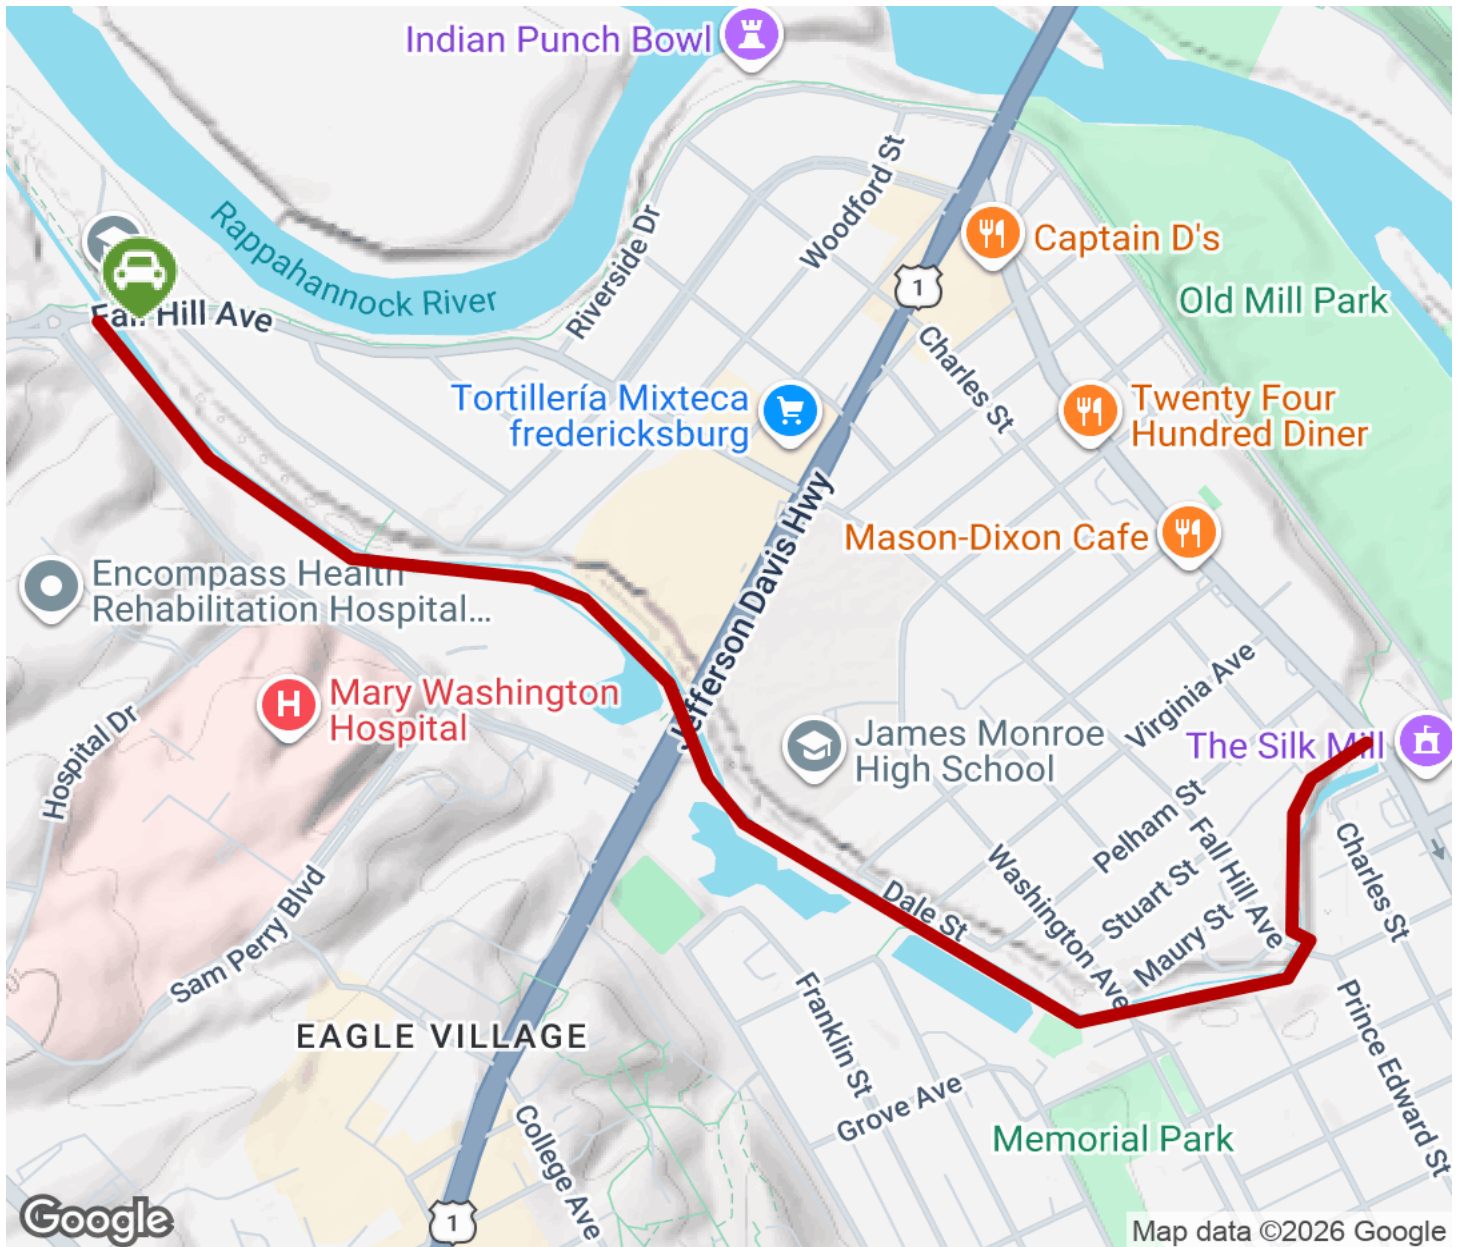 Indian Punch Bowl
Rappahannock River
Riverside Dr
Woodford St
1
Captain D's
Old Mill Park
Fall Hill Ave
Charles St
Tortillería Mixteca
fredericksburg
Twenty Four
Hundred Diner
Jefferson Davis Hwy
Mason-Dixon Cafe
Encompass Health
Rehabilitation Hospital...
H
Mary Washington
Hospital
Hospital Dr
James Monroe
High School
Virginia Ave
The Silk Mill
Pelham St
Fall Hill Ave
Stuart St
Maury St
Washington Ave
Charles St
Dale St
Sam Perry Blvd
Franklin St
Prince Edward St
EAGLE VILLAGE
Grove Ave
Memorial Park
College Ave
1
Google
Map data ©2026 Google